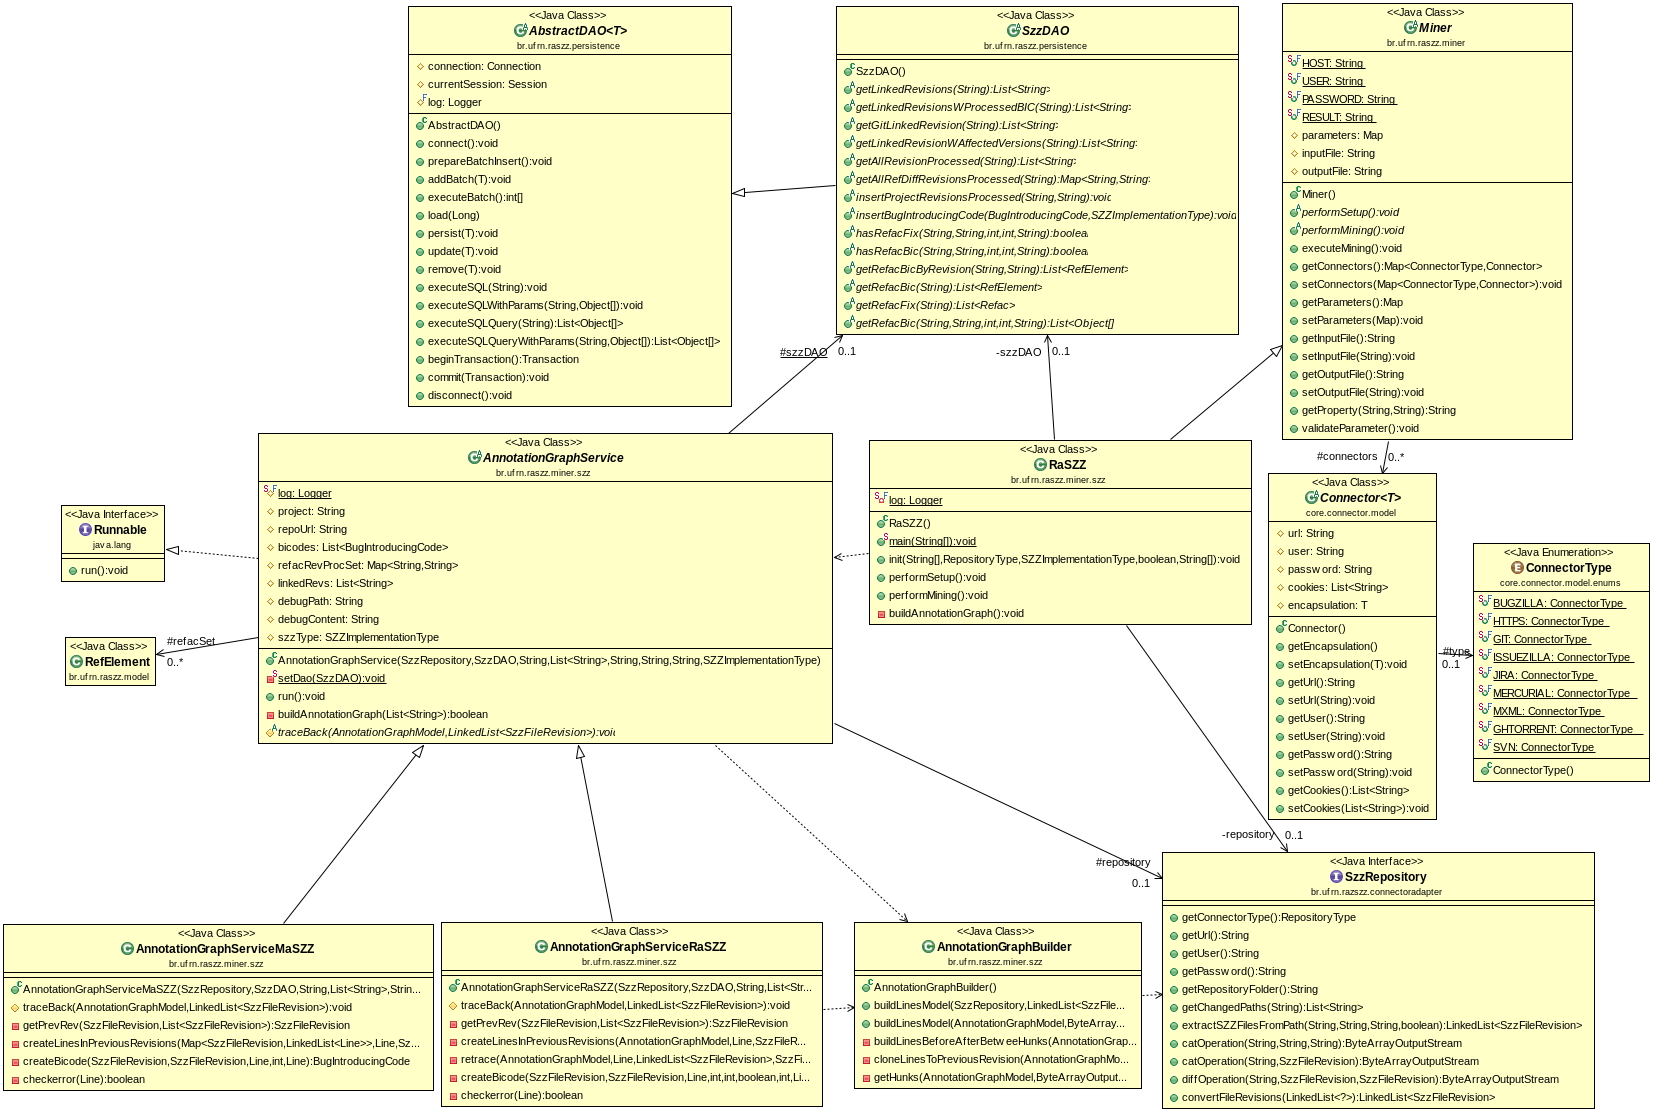 <<Java Class>>
AbstractDAO<T>
br.ufrn.raszz.persistence
connection: Connection
currentSession: Session
log: Logger
AbstractDAO()
connect():void
prepareBatchInsert():void
addBatch(T):void
executeBatch():int[]
load(Long)
persist(T):void
update(T):void
remove(T):void
executeSQL(String):void
executeSQLWithParams(String,Object[]):void
executeSQLQuery(String):List<Object[]>
executeSQLQueryWithParams(String,Object[]):List<Object[]>
beginTransaction():Transaction
commit(Transaction):void
disconnect():void
<<Java Class>>
SzzDAO
br.ufrn.raszz.persistence
SzzDAO()
getLinkedRevisions(String):List<String>
getLinkedRevisionsWProcessedBIC(String):List<String>
getGitLinkedRevision(String):List<String>
getLinkedRevisionWAffectedVersions(String):List<String>
getAllRevisionProcessed(String):List<String>
getAllRefDiffRevisionsProcessed(String):Map<String,String>
insertProjectRevisionsProcessed(String,String):void
insertBugIntroducingCode(BugIntroducingCode,SZZImplementationType):void
hasRefacFix(String,String,int,int,String):boolean
hasRefacBic(String,String,int,int,String):boolean
getRefacBicByRevision(String,String):List<RefElement>
getRefacBic(String):List<RefElement>
getRefacFix(String):List<Refac>
getRefacBic(String,String,int,int,String):List<Object[]
<<Java Class>>
Miner
br.ufrn.raszz.miner
HOST: String
USER: String
PASSWORD: String
RESULT: String
parameters: Map
inputFile: String
outputFile: String
Miner()
performSetup():void
performMining():void
executeMining():void
getConnectors():Map<ConnectorType,Connector>
setConnectors(Map<ConnectorType,Connector>):void
getParameters():Map
setParameters(Map):void
getInputFile():String
setInputFile(String):void
getOutputFile():String
setOutputFile(String):void
getProperty(String,String):String
validateParameter():void
#szzDAO 0..1
-szzDAO 0..1
#connectors 0..*
<<Java Class>>
AnnotationGraphService
br.ufrn.raszz.miner.szz
log: Logger
project: String
repoUrl: String
bicodes: List<BugIntroducingCode>
refacRevProcSet: Map<String,String>
linkedRevs: List<String>
debugPath: String
debugContent: String
szzType: SZZImplementationType
AnnotationGraphService(SzzRepository,SzzDAO,String,List<String>,String,String,String,SZZImplementationType)
setDao(SzzDAO):void
run():void
buildAnnotationGraph(List<String>):boolean
traceBack(AnnotationGraphModel,LinkedList<SzzFileRevision>):void
<<Java Class>>
RaSZZ
br.ufrn.raszz.miner.szz
log: Logger
RaSZZ()
main(String[]):void
init(String[],RepositoryType,SZZImplementationType,boolean,String[]):void
performSetup():void
performMining():void
buildAnnotationGraph():void
<<Java Interface>>
Runnable
java.lang
run():void
<<Java Class>>
RefElement
br.ufrn.raszz.model
#refacSet
0..*
<<Java Class>>
Connector<T>
core.connector.model
url: String
user: String
password: String
cookies: List<String>
encapsulation: T
Connector()
getEncapsulation()
setEncapsulation(T):void
getUrl():String
setUrl(String):void
getUser():String
setUser(String):void
getPassword():String
setPassword(String):void
getCookies():List<String>
setCookies(List<String>):void
#type
0..1
<<Java Enumeration>>
ConnectorType
core.connector.model.enums
BUGZILLA: ConnectorType
HTTPS: ConnectorType
GIT: ConnectorType
ISSUEZILLA: ConnectorType
JIRA: ConnectorType
MERCURIAL: ConnectorType
MXML: ConnectorType
GHTORRENT: ConnectorType
SVN: ConnectorType
ConnectorType()
-repository 0..1
#repository
0..1
<<Java Class>>
AnnotationGraphServiceMaSZZ
br.ufrn.raszz.miner.szz
AnnotationGraphServiceMaSZZ(SzzRepository,SzzDAO,String,List<String>,Strin...
traceBack(AnnotationGraphModel,LinkedList<SzzFileRevision>):void
getPrevRev(SzzFileRevision,List<SzzFileRevision>):SzzFileRevision
createLinesInPreviousRevisions(Map<SzzFileRevision,LinkedList<Line>>,Line,Sz...
createBicode(SzzFileRevision,SzzFileRevision,Line,int,Line):BugIntroducingCode
checkerror(Line):boolean
<<Java Class>>
AnnotationGraphServiceRaSZZ
br.ufrn.raszz.miner.szz
AnnotationGraphServiceRaSZZ(SzzRepository,SzzDAO,String,List<Str...
traceBack(AnnotationGraphModel,LinkedList<SzzFileRevision>):void
getPrevRev(SzzFileRevision,List<SzzFileRevision>):SzzFileRevision
createLinesInPreviousRevisions(AnnotationGraphModel,Line,SzzFileR...
retrace(AnnotationGraphModel,Line,LinkedList<SzzFileRevision>,SzzFi...
createBicode(SzzFileRevision,SzzFileRevision,Line,int,int,boolean,int,Li...
checkerror(Line):boolean
<<Java Class>>
AnnotationGraphBuilder
br.ufrn.raszz.miner.szz
AnnotationGraphBuilder()
buildLinesModel(SzzRepository,LinkedList<SzzFile...
buildLinesModel(AnnotationGraphModel,ByteArray...
buildLinesBeforeAfterBetweeHunks(AnnotationGrap...
cloneLinesToPreviousRevision(AnnotationGraphMo...
getHunks(AnnotationGraphModel,ByteArrayOutput...
<<Java Interface>>
SzzRepository
br.ufrn.razszz.connectoradapter
getConnectorType():RepositoryType
getUrl():String
getUser():String
getPassword():String
getRepositoryFolder():String
getChangedPaths(String):List<String>
extractSZZFilesFromPath(String,String,String,boolean):LinkedList<SzzFileRevision>
catOperation(String,String,String):ByteArrayOutputStream
catOperation(String,SzzFileRevision):ByteArrayOutputStream
diffOperation(String,SzzFileRevision,SzzFileRevision):ByteArrayOutputStream
convertFileRevisions(LinkedList<?>):LinkedList<SzzFileRevision>